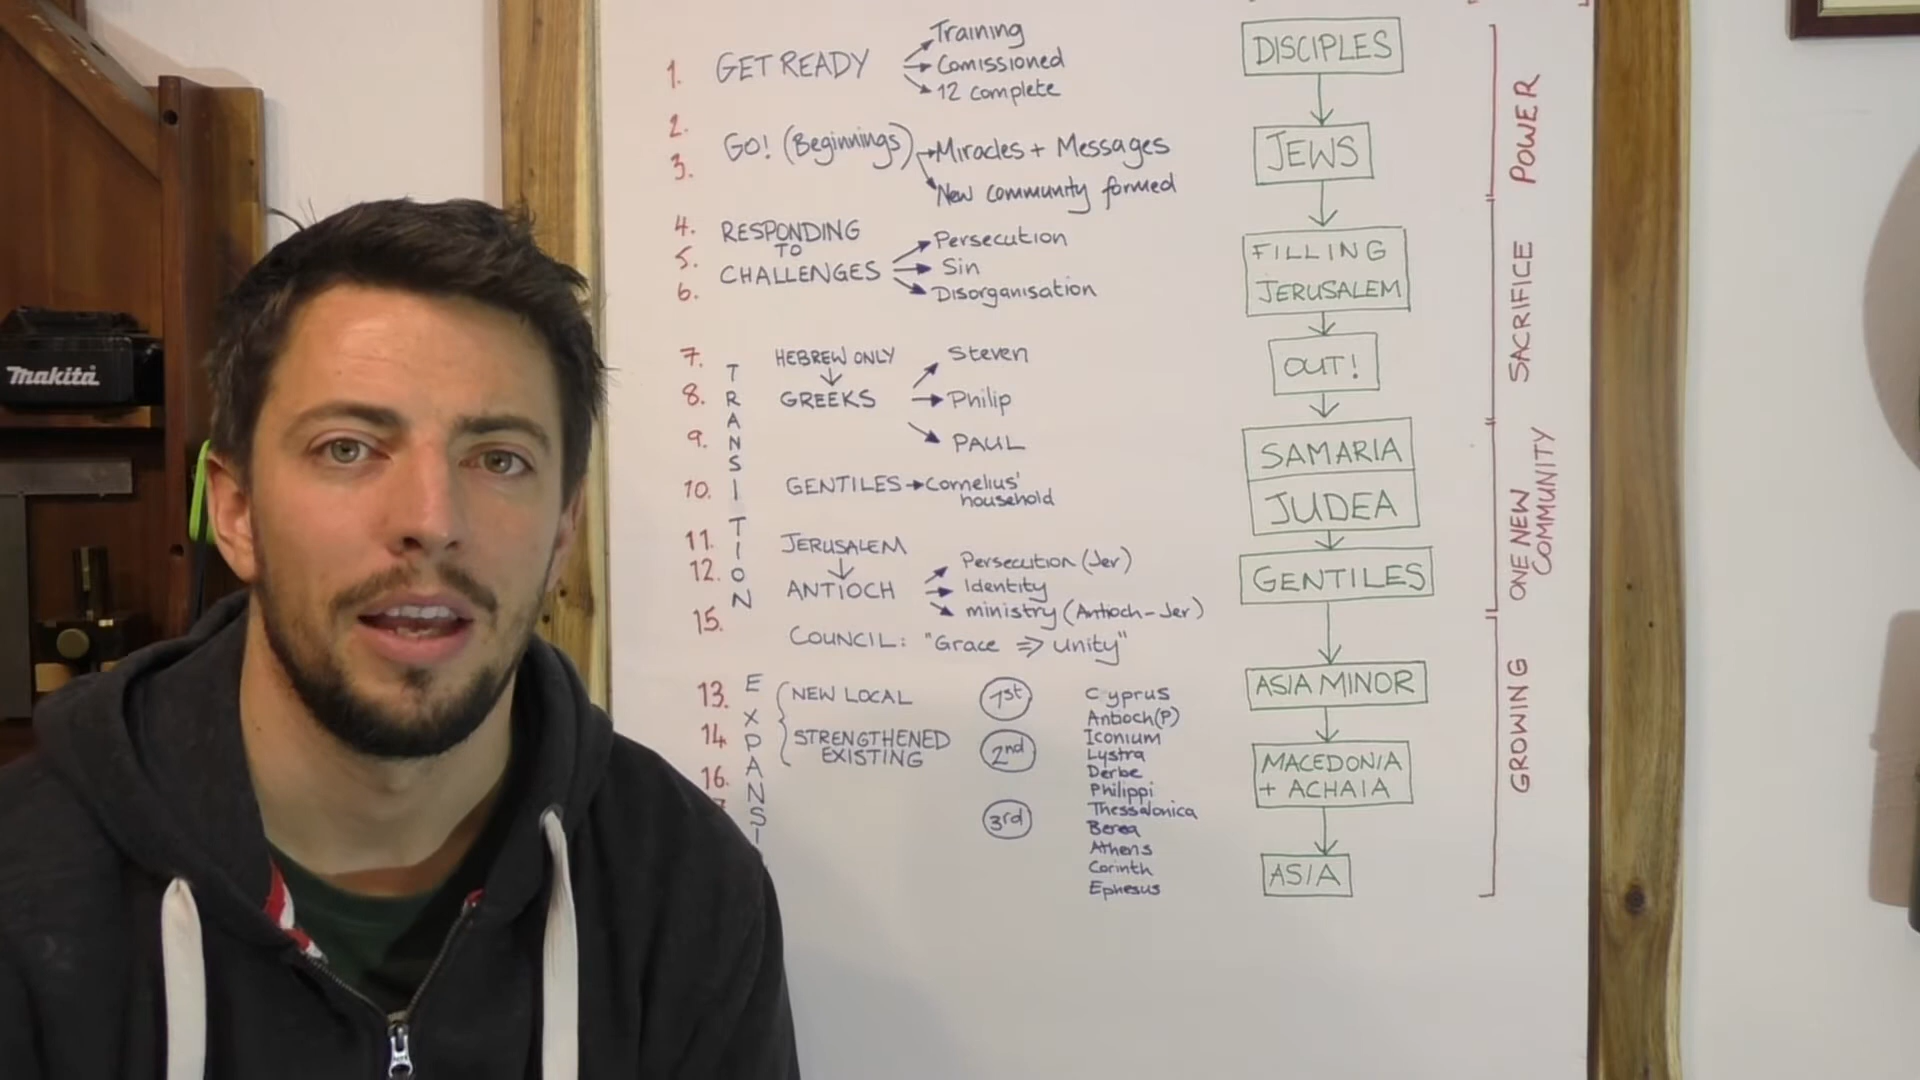 makita
1. GET READY
Training
Comissioned
12 complete
2.
3.
GO! (Beginnings)
Miracles + Messages
New community formed
4.
5.
6.
RESPONDING
TO
CHALLENGES
Persecution
Sin
Disorganisation
TRANSITION
7. HEBREW ONLY
8. GREEKS
9.
Steven
Philip
PAUL
10. GENTILES → Cornelius'
household
11. JERUSALEM
12. ANTIOCH
Persecution (Jer)
Identity
ministry (Antioch - Jer)
15. COUNCIL: "Grace ⇒ unity"
EXPANSI
13. NEW LOCAL
14. STRENGTHENED
EXISTING
16.
1st
2nd
3rd
Cyprus
Antioch (P)
Iconium
Lystra
Derbe
Philippi
Thessalonica
Berea
Athens
Corinth
Ephesus
DISCIPLES
JEWS
FILLING
JERUSALEM
OUT!
SAMARIA
JUDEA
GENTILES
ASIA MINOR
MACEDONIA
+ ACHAIA
ASIA
POWER
SACRIFICE
ONE NEW
COMMUNITY
GROWING